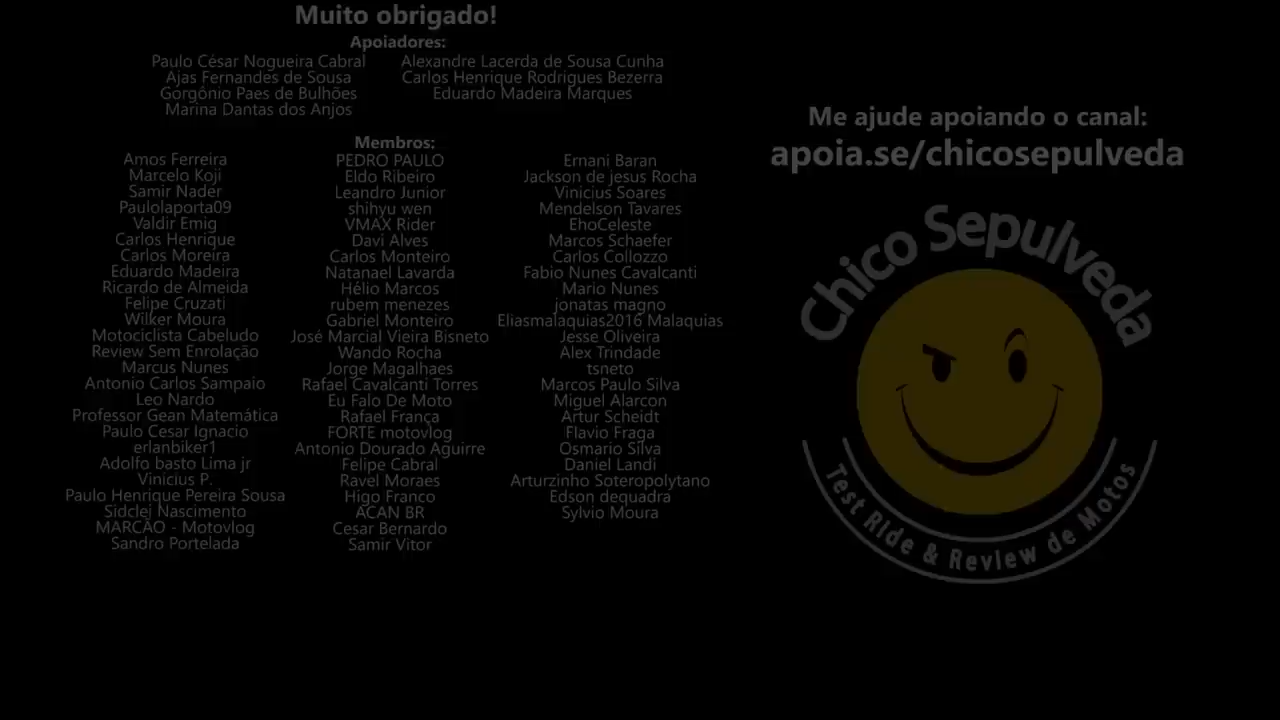 Muito obrigado!
Apoiadores:
Paulo César Nogueira Cabral
Ajas Fernandes de Sousa
Gorgônio Paes de Bulhões
Marina Dantas dos Anjos
Alexandre Lacerda de Sousa Cunha
Carlos Henrique Rodrigues Bezerra
Eduardo Madeira Marques
Membros:
Amos Ferreira
Marcelo Koji
Samir Nader
Paulolaporta09
Valdir Emig
Carlos Henrique
Carlos Moreira
Eduardo Madeira
Ricardo de Almeida
Felipe Cruzati
Wilker Moura
Motociclista Cabeludo
Review Sem Enrolação
Marcus Nunes
Antonio Carlos Sampaio
Leo Nardo
Professor Gean Matemática
Paulo Cesar Ignacio
erlanbiker1
Adolfo basto Lima jr
Vinicius P.
Paulo Henrique Pereira Sousa
Sidclei Nascimento
MARCÃO - Motovlog
Sandro Portelada
PEDRO PAULO
Eldo Ribeiro
Leandro Junior
shihyu wen
VMAX Rider
Davi Alves
Carlos Monteiro
Natanael Lavarda
Hélio Marcos
rubem menezes
Gabriel Monteiro
José Marcial Vieira Bisneto
Wando Rocha
Jorge Magalhaes
Rafael Cavalcanti Torres
Eu Falo De Moto
Rafael França
FORTE motovlog
Antonio Dourado Aguirre
Felipe Cabral
Ravel Moraes
Higo Franco
ACAN BR
Cesar Bernardo
Samir Vitor
Ernani Baran
Jackson de jesus Rocha
Vinicius Soares
Mendelson Tavares
EhoCeleste
Marcos Schaefer
Carlos Collozzo
Fabio Nunes Cavalcanti
Mario Nunes
jonatas magno
Eliasmalaquias2016 Malaquias
Jesse Oliveira
Alex Trindade
tsneto
Marcos Paulo Silva
Miguel Alarcon
Artur Scheidt
Flavio Fraga
Osmario Silva
Daniel Landi
Arturzinho Soteropolytano
Edson dequadra
Sylvio Moura
Me ajude apoiando o canal:
apoia.se/chicosepulveda
Chico Sepulveda
Test Ride & Review de Motos